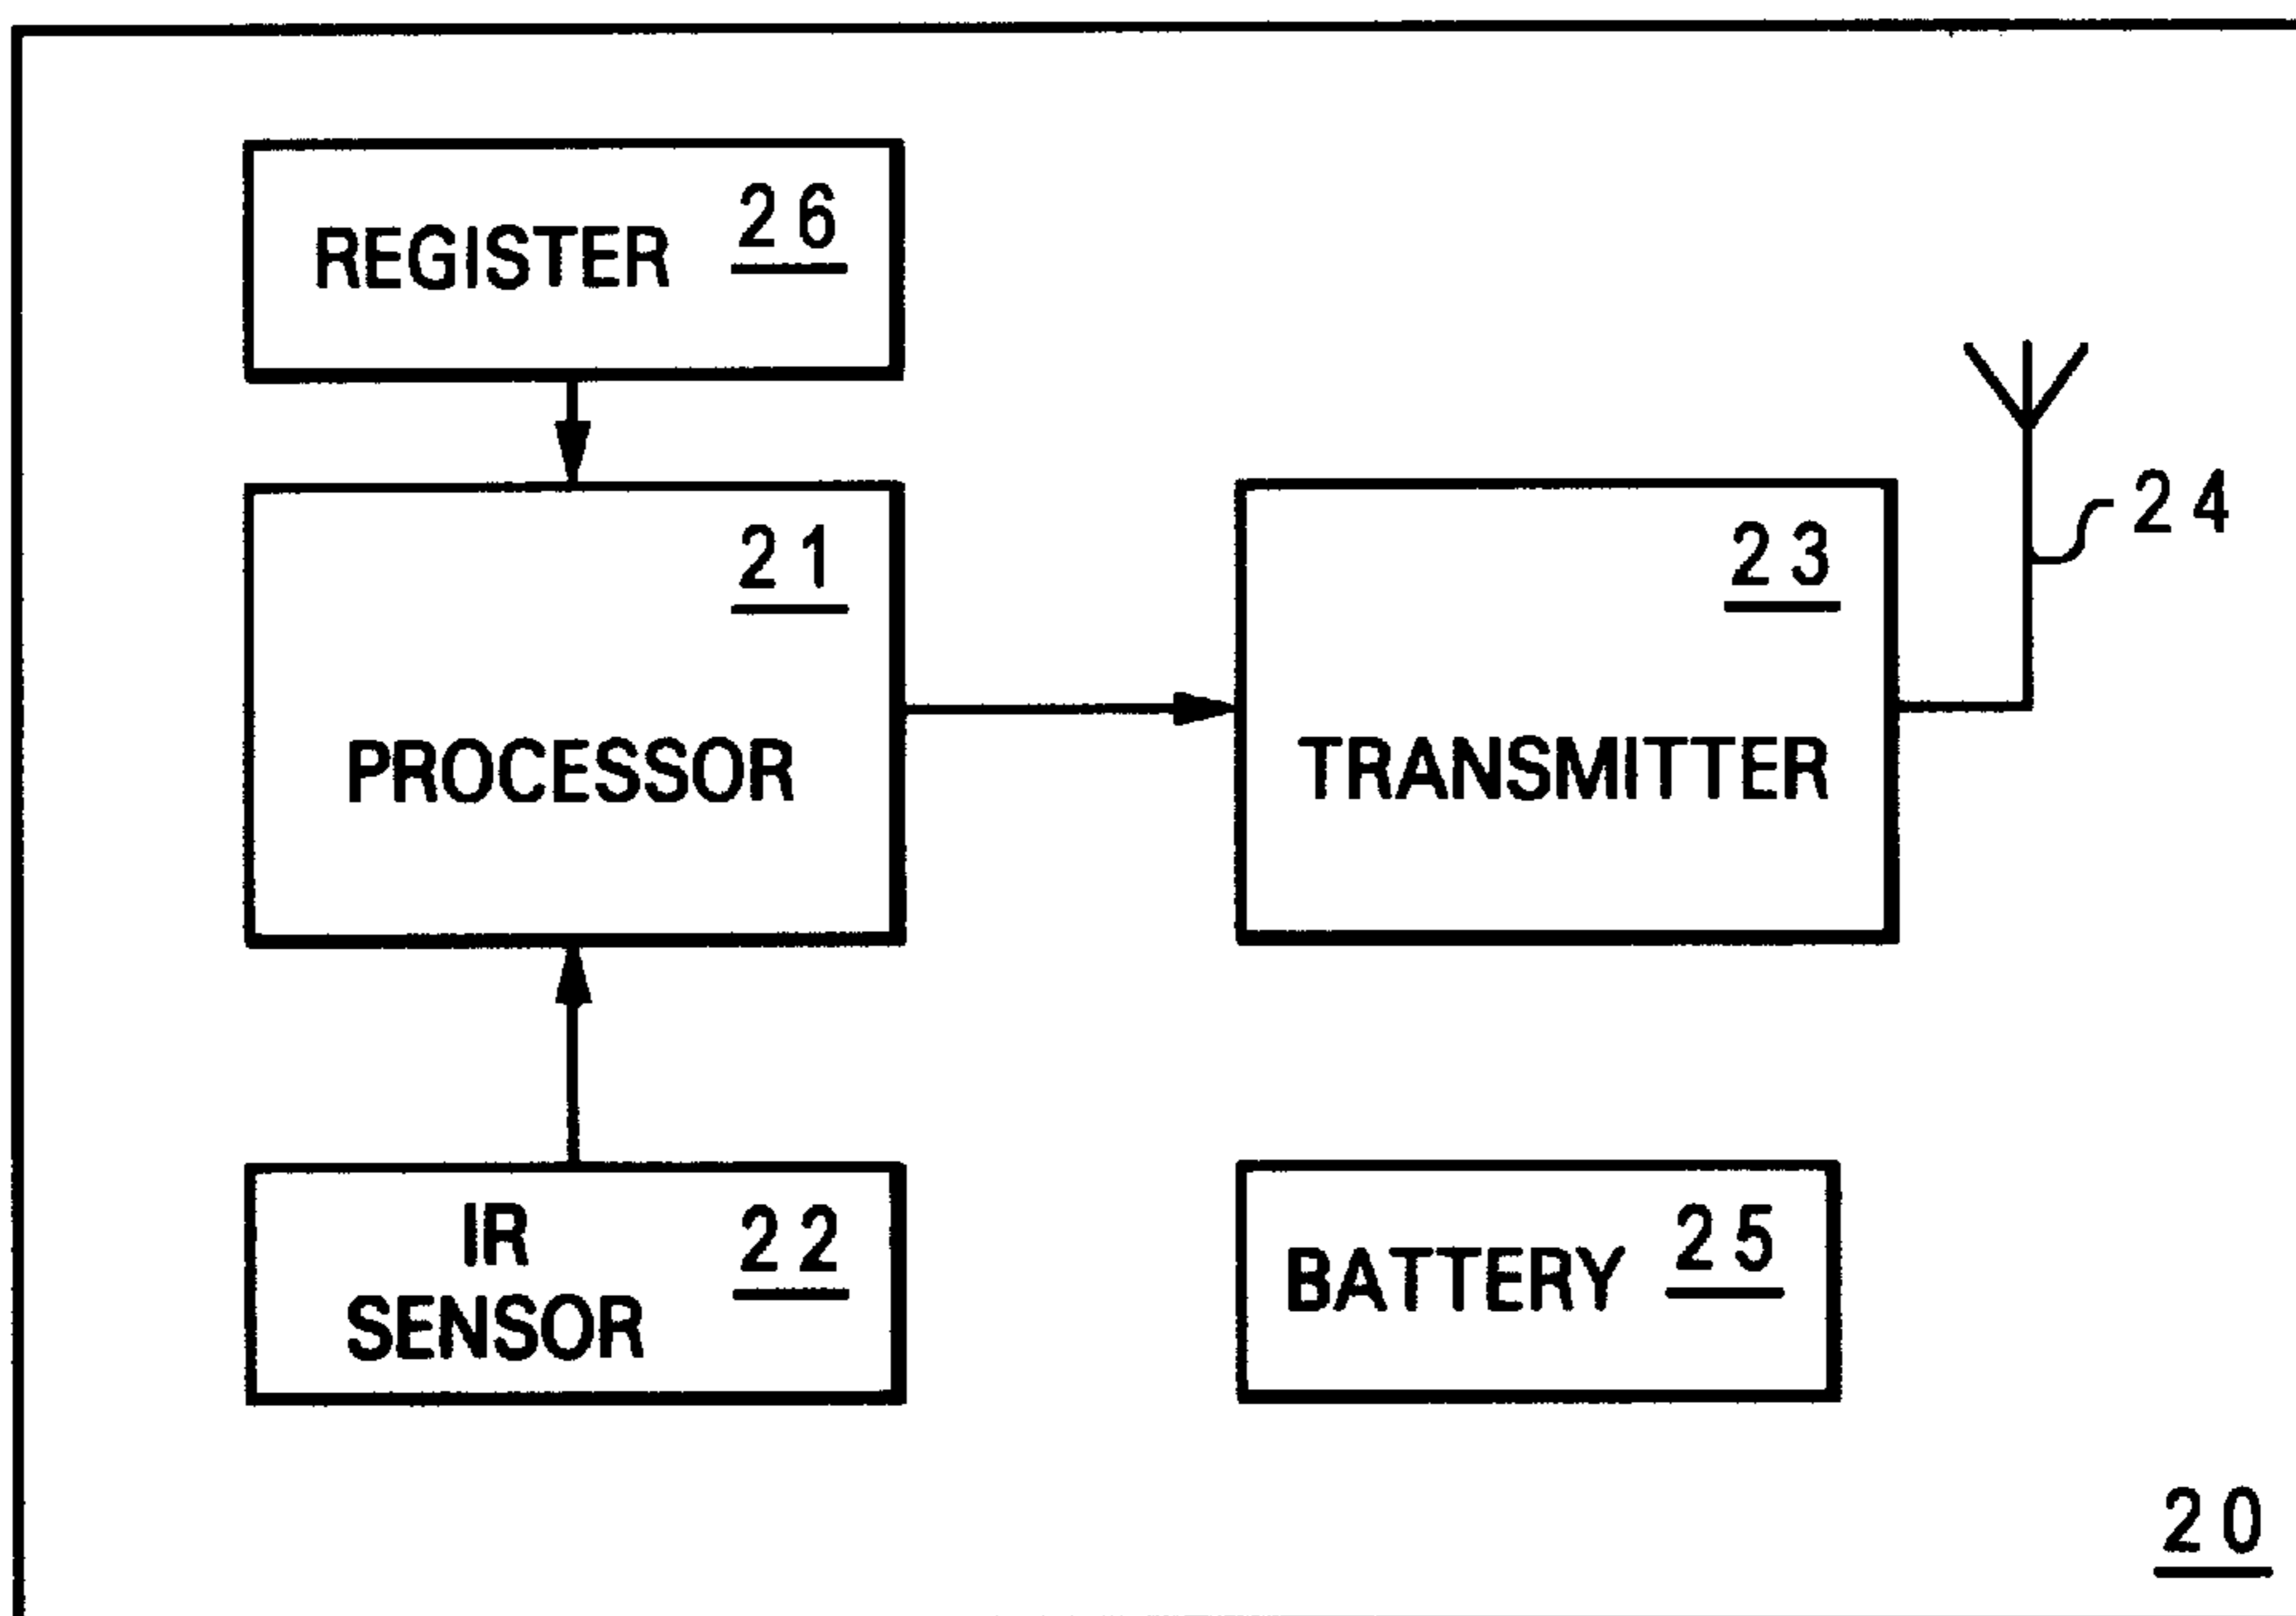 REGISTER 26
21
PROCESSOR
23
TRANSMITTER
24
IR
SENSOR
22
BATTERY 25
20